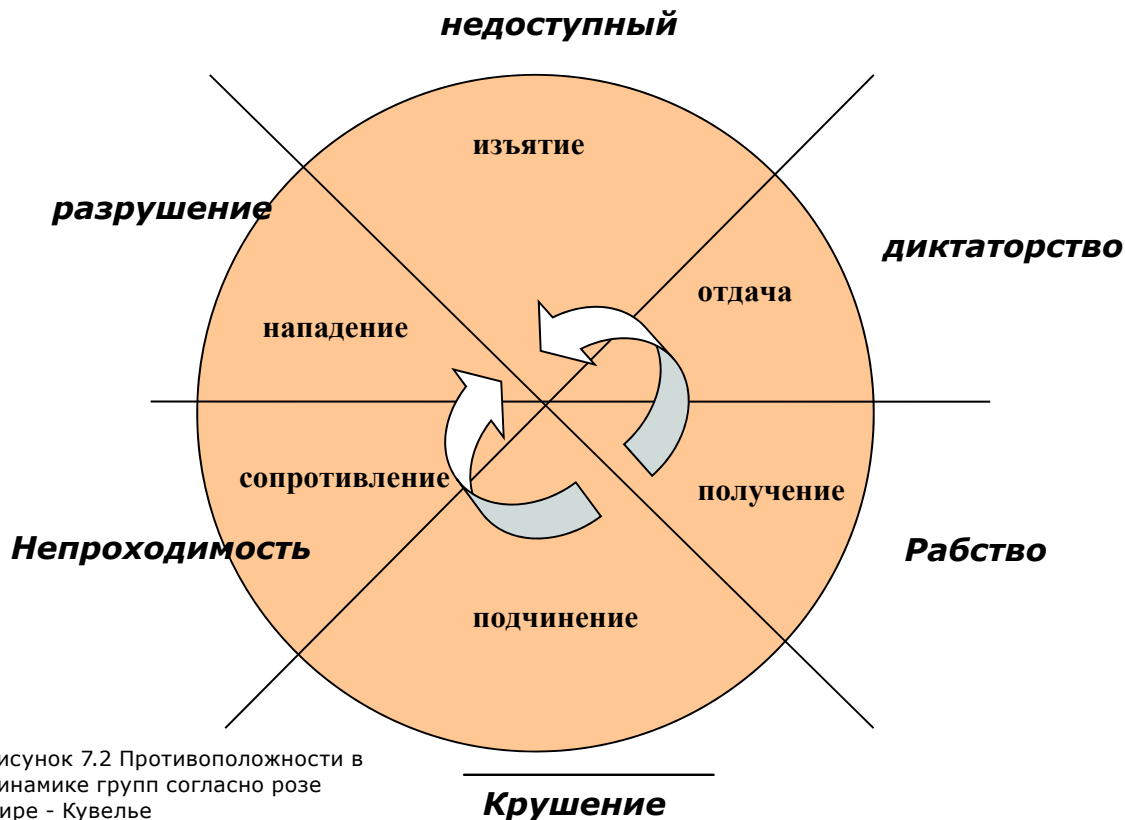 недоступный
изъятие
разрушение
диктаторство
отдача
нападение
сопротивление
получение
Непроходимость
Рабство
подчинение
исунок 7.2 Противоположности в
инамике групп согласно розе
ире - Кувелье
Крушение